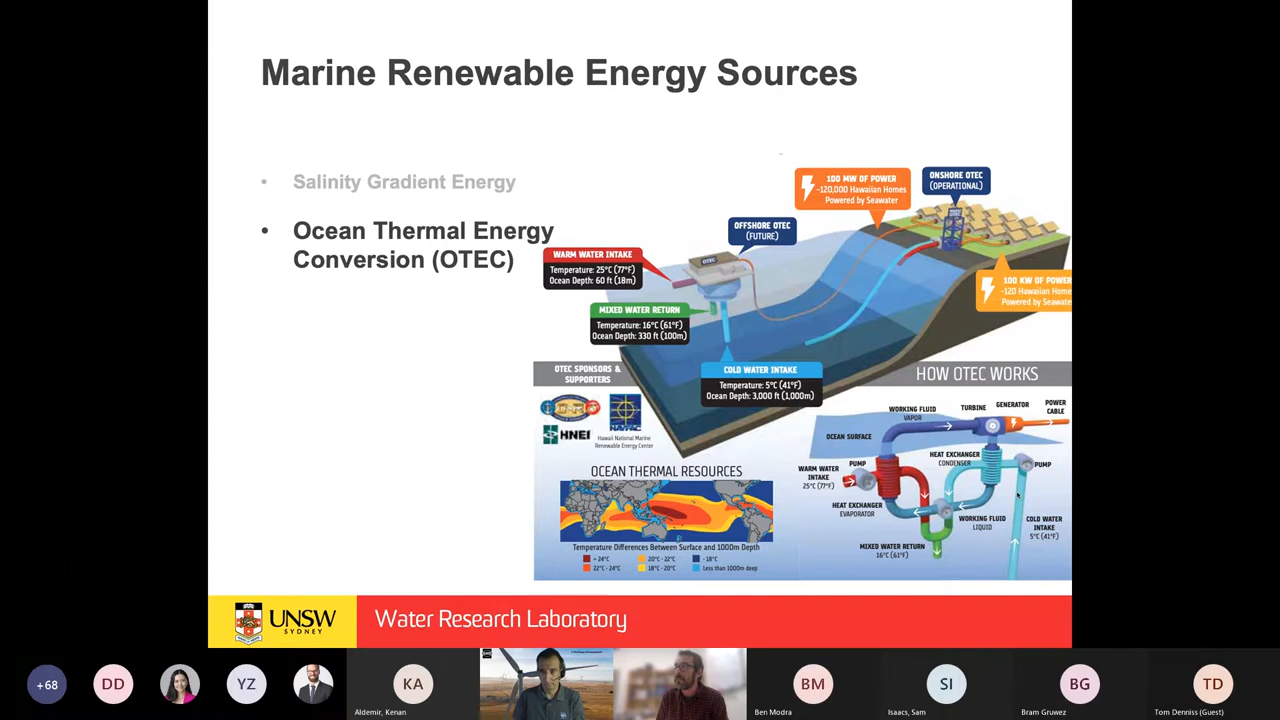 Marine Renewable Energy Sources
• Salinity Gradient Energy
• Ocean Thermal Energy
Conversion (OTEC)
100 MW OF POWER
~120,000 Hawaiian Homes
Powered by Seawater
ONSHORE OTEC
(OPERATIONAL)
OFFSHORE OTEC
(FUTURE)
WARM WATER INTAKE
Temperature: 25°C (77°F)
Ocean Depth: 60 ft (18m)
OTEC
100 KW OF POWER
~120 Hawaiian Home
Powered by Seawate
MIXED WATER RETURN
Temperature: 16°C (61°F)
Ocean Depth: 330 ft (100m)
COLD WATER INTAKE
Temperature: 5°C (41°F)
Ocean Depth: 3,000 ft (1,000m)
OTEC SPONSORS &
SUPPORTERS
HNEI
NAVFAC
Hawaii National Marine
Renewable Energy Center
OCEAN THERMAL RESOURCES
Temperature Differences Between Surface and 1000m Depth
+ 24°C
20°C - 22°C
- 18°C
22°C - 24°C
18°C - 20°C
Less than 1000m deep
HOW OTEC WORKS
WORKING FLUID
VAPOR
TURBINE
GENERATOR
POWER
CABLE
OCEAN SURFACE
HEAT EXCHANGER
CONDENSER
PUMP
PUMP
WARM WATER
INTAKE
25°C (77°F)
HEAT EXCHANGER
EVAPORATOR
WORKING FLUID
LIQUID
COLD WATER
INTAKE
5°C (41°F)
MIXED WATER RETURN
16°C (61°F)
UNSW
SYDNEY
Water Research Laboratory
+68
DD
YZ
KA
Aldemir, Kenan
BM
Ben Modra
SI
Isaacs, Sam
BG
Bram Gruwez
TD
Tom Denniss (Guest)